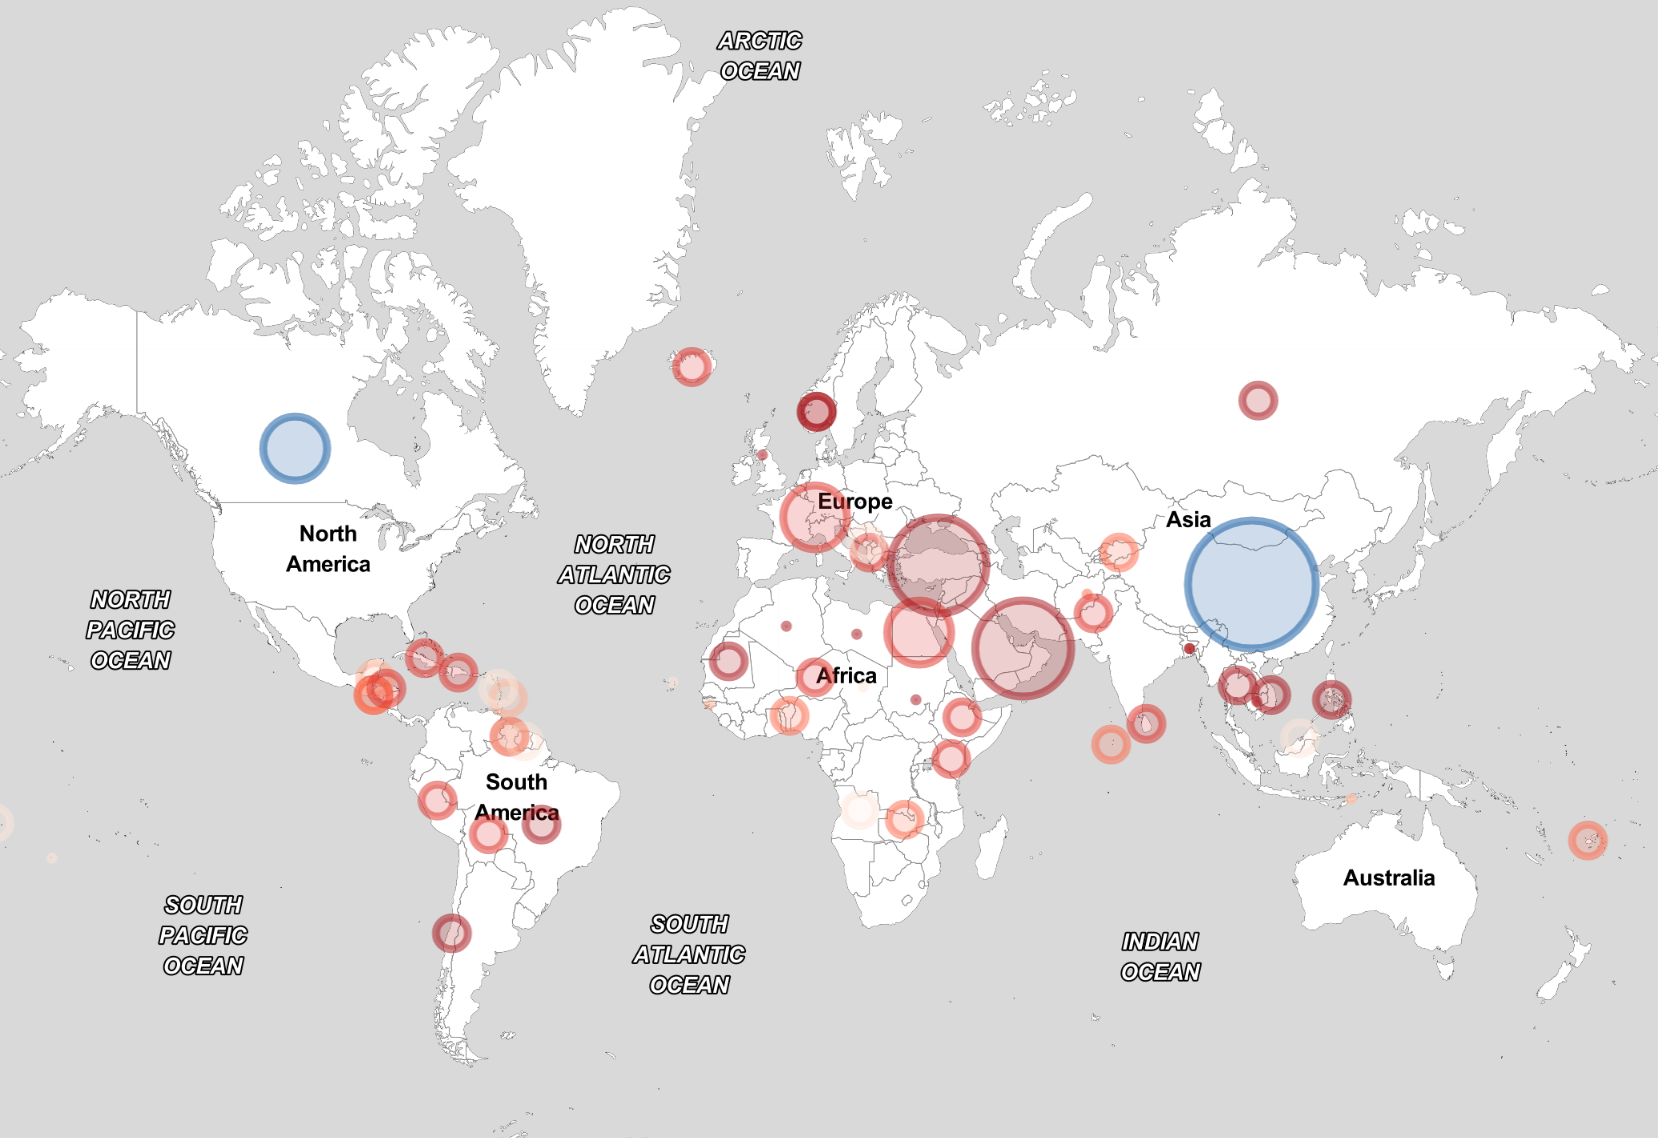 ARCTIC
OCEAN
Europe
Asia
North
America
NORTH
ATLANTIC
OCEAN
NORTH
PACIFIC
OCEAN
Africa
South
America
Australia
SOUTH
PACIFIC
OCEAN
SOUTH
ATLANTIC
OCEAN
INDIAN
OCEAN